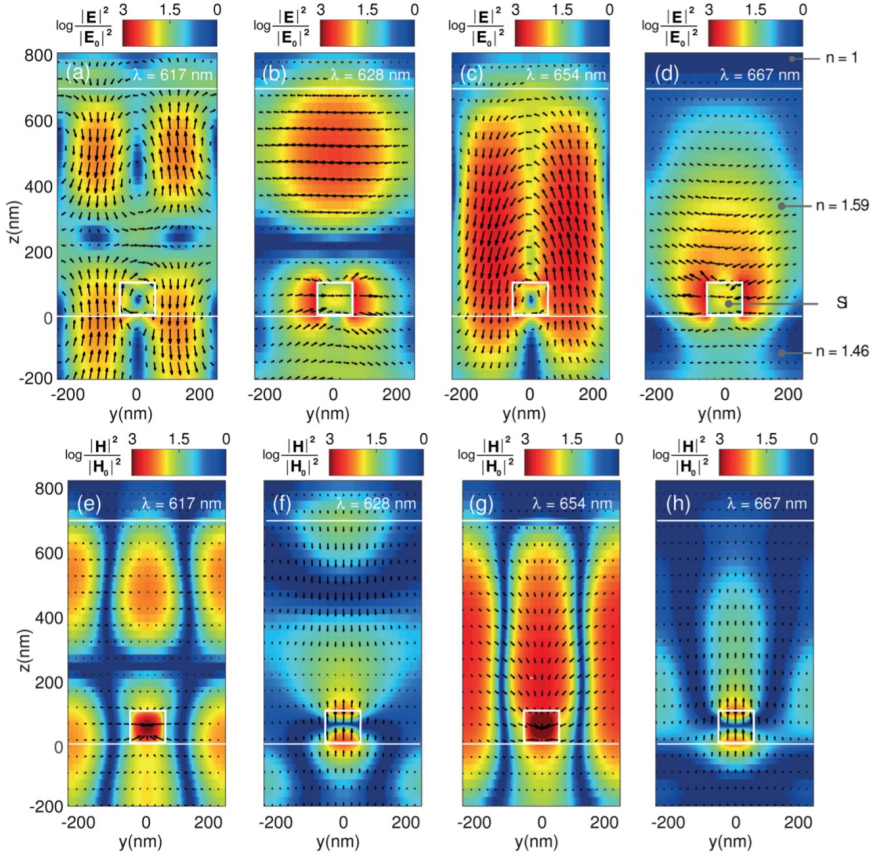 log |E|² / |E₀|² 3 1.5 0
log |E|² / |E₀|² 3 1.5 0
log |E|² / |E₀|² 3 1.5 0
log |E|² / |E₀|² 3 1.5 0
(a) λ = 617 nm
(b) λ = 628 nm
(c) λ = 654 nm
(d) λ = 667 nm
n = 1
n = 1.59
Si
n = 1.46
z(nm)
800
600
400
200
0
-200
-200 0 200
-200 0 200
-200 0 200
-200 0 200
y(nm)
y(nm)
y(nm)
y(nm)
log |H|² / |H₀|² 3 1.5 0
log |H|² / |H₀|² 3 1.5 0
log |H|² / |H₀|² 3 1.5 0
log |H|² / |H₀|² 3 1.5 0
(e) λ = 617 nm
(f) λ = 628 nm
(g) λ = 654 nm
(h) λ = 667 nm
z(nm)
800
600
400
200
0
-200
-200 0 200
-200 0 200
-200 0 200
-200 0 200
y(nm)
y(nm)
y(nm)
y(nm)